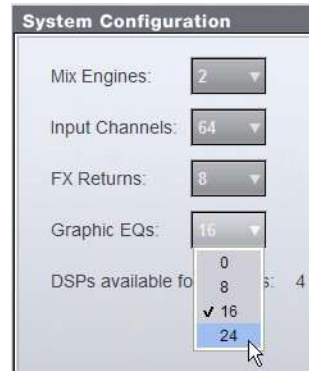 System Configuration
Mix Engines: 2
Input Channels: 64
FX Returns: 8
Graphic EQs: 16
0
DSPs available fo s: 4
8
✓ 16
24